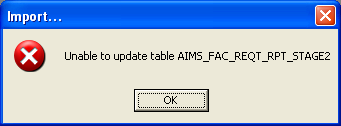 Import...
Unable to update table AIMS_FAC_REQT_RPT_STAGE2
OK